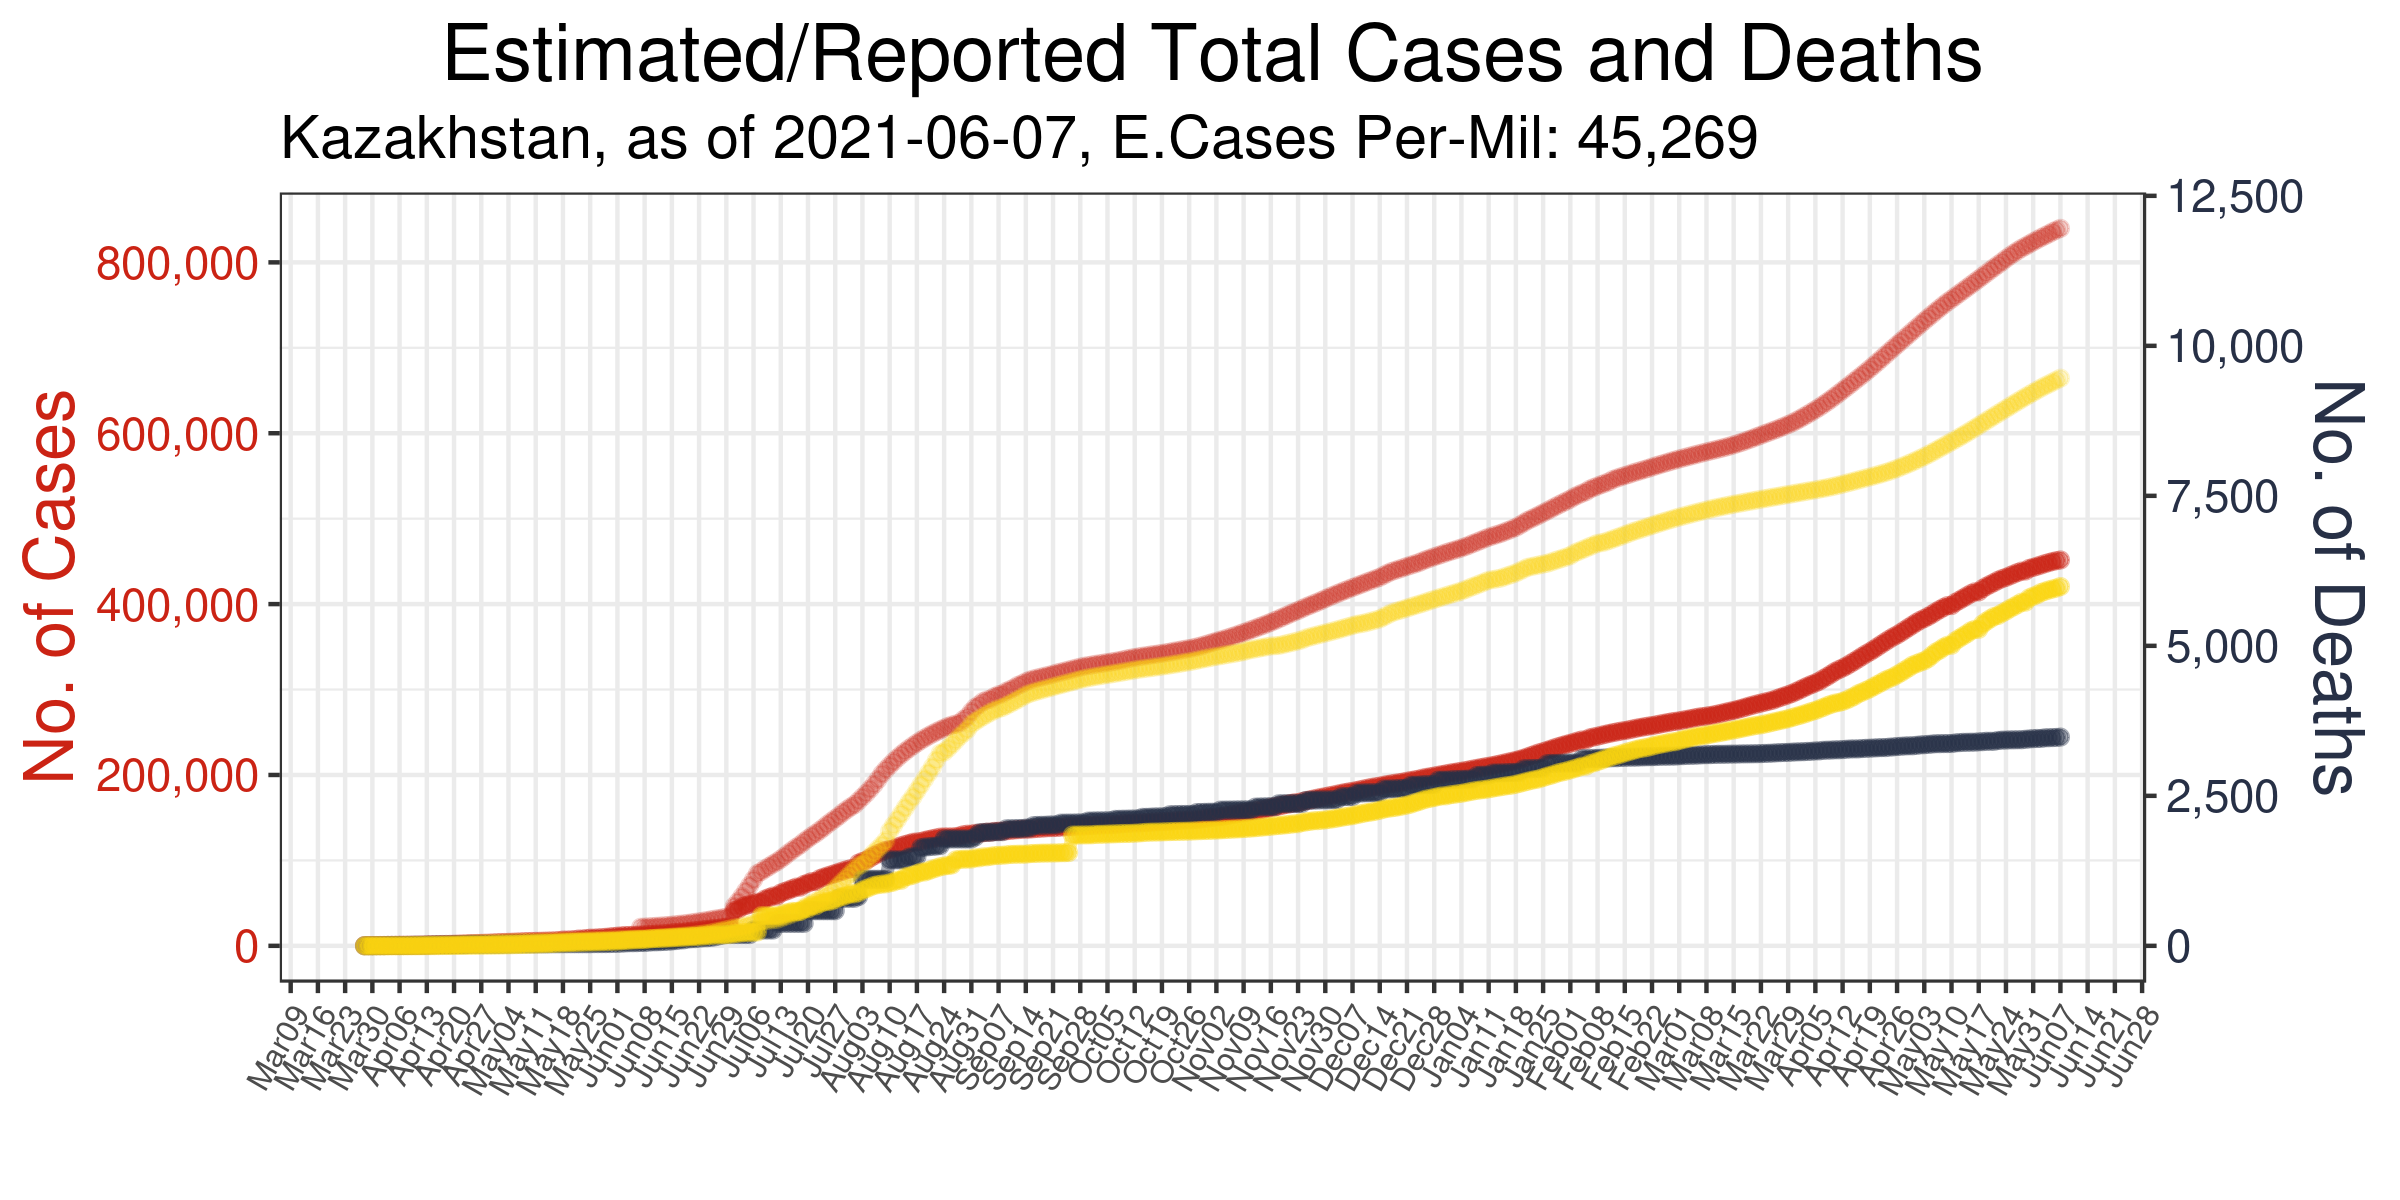 Estimated/Reported Total Cases and Deaths
Kazakhstan, as of 2021-06-07, E.Cases Per-Mil: 45,269
No. of Cases
800,000
600,000
400,000
200,000
0
12,500
10,000
7,500
5,000
2,500
0
No. of Deaths
Mar09
Mar16
Mar23
Mar30
Apr06
Apr13
Apr20
Apr27
May04
May11
May18
May25
Jun01
Jun08
Jun15
Jun22
Jun29
Jul06
Jul13
Jul20
Jul27
Aug03
Aug10
Aug17
Aug24
Aug31
Sep07
Sep14
Sep21
Sep28
Oct05
Oct12
Oct19
Oct26
Nov02
Nov09
Nov16
Nov23
Nov30
Dec07
Dec14
Dec21
Dec28
Jan04
Jan11
Jan18
Jan25
Feb01
Feb08
Feb15
Feb22
Mar01
Mar08
Mar15
Mar22
Mar29
Apr05
Apr12
Apr19
Apr26
May03
May10
May17
May24
May31
Jun07
Jun14
Jun21
Jun28